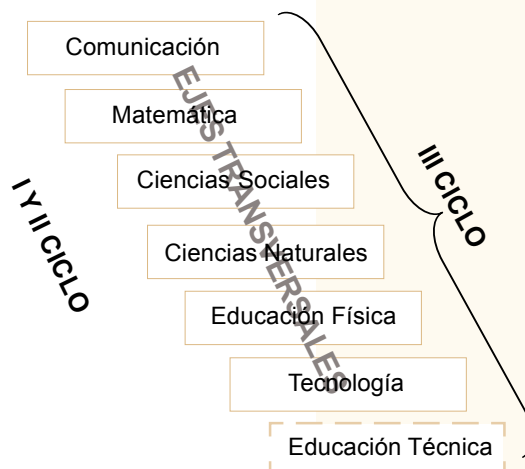 Comunicación
Matemática
Ciencias Sociales
Ciencias Naturales
Educación Física
Tecnología
Educación Técnica
EJES TRANSVERSALES
I Y II CICLO
III CICLO